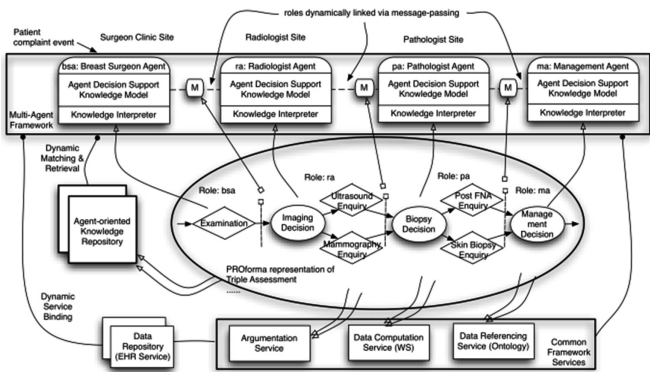 roles dynamically linked via message-passing
Patient
complaint event
Surgeon Clinic Site
Radiologist Site
Pathologist Site
bsa: Breast Surgeon Agent
ra: Radiologist Agent
pa: Pathologist Agent
ma: Management Agent
Agent Decision Support
Knowledge Model
M
Agent Decision Support
Knowledge Model
M
Agent Decision Support
Knowledge Model
M
Agent Decision Support
Knowledge Model
Knowledge Interpreter
Knowledge Interpreter
Knowledge Interpreter
Knowledge Interpreter
Multi-Agent
Framework
Dynamic
Matching &
Retrieval
Agent-oriented
Knowledge
Repository
Role: bsa
Role: ra
Role: pa
Role: ma
Examination
Imaging
Decision
Ultrasound
Enquiry
Mammography
Enquiry
Biopsy
Decision
Post FNA
Enquiry
Skin Biopsy
Enquiry
Manage
ment
Decision
PROforma representation of
Triple Assessment
......
Dynamic
Service
Binding
Data
Repository
(EHR Service)
Argumentation
Service
Data Computation
Service (WS)
Data Referencing
Service (Ontology)
Common
Framework
Services